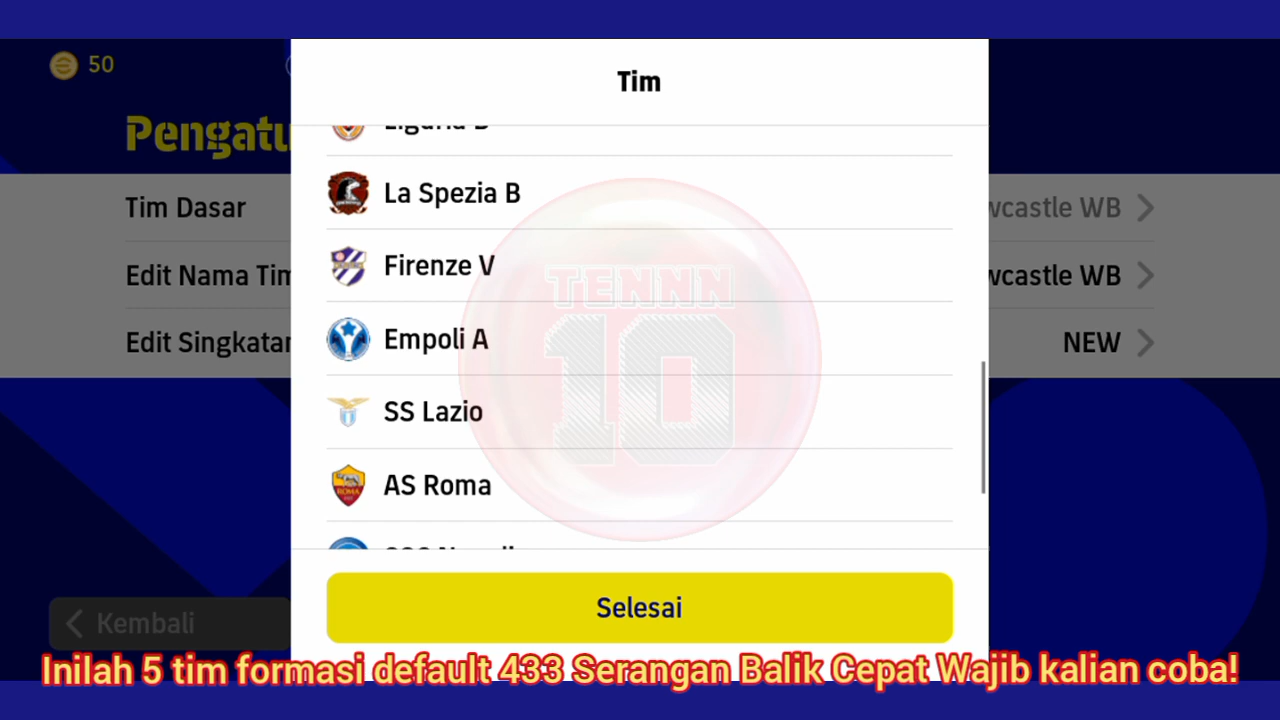 50
Tim
Pengatu
Tim Dasar
wcastle WB
La Spezia B
Edit Nama Tim
Firenze V
wcastle WB
TENNN
10
Edit Singkatan
Empoli A
NEW
SS Lazio
AS Roma
ROMA
Selesai
Kembali
Inilah 5 tim formasi default 433 Serangan Balik Cepat Wajib kalian coba!